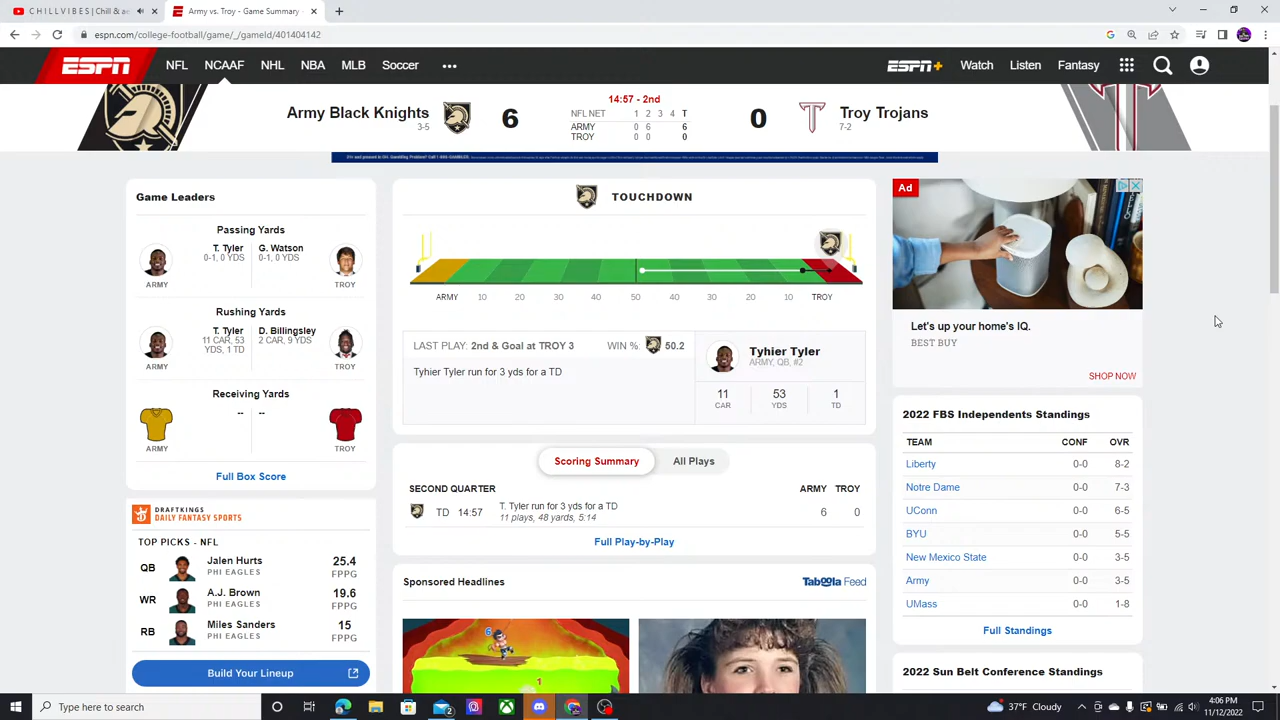 C H I L L V I B E S | Chill & ae
Army vs. Troy - Game Summary -
espn.com/college-football/game/_/gameId/401404142
ESPN NFL NCAAF NHL NBA MLB Soccer ESPN+ Watch Listen Fantasy
Army Black Knights
3-5
6
14:57 - 2nd
NFL NET 1 2 3 4 T
ARMY 0 6 6
TROY 0 0 0
0
Troy Trojans
7-2
Game Leaders
Passing Yards
T. Tyler
0-1, 0 YDS
G. Watson
0-1, 0 YDS
ARMY TROY
Rushing Yards
T. Tyler
11 CAR, 53
YDS, 1 TD
D. Billingsley
2 CAR, 9 YDS
ARMY TROY
Receiving Yards
-- --
ARMY TROY
Full Box Score
DRAFTKINGS
DAILY FANTASY SPORTS
TOP PICKS - NFL
QB Jalen Hurts 25.4
PHI EAGLES FPPG
WR A.J. Brown 19.6
PHI EAGLES FPPG
RB Miles Sanders 15
PHI EAGLES FPPG
Build Your Lineup
TOUCHDOWN
ARMY 10 20 30 40 50 40 30 20 10 TROY
LAST PLAY: 2nd & Goal at TROY 3 WIN %: 50.2
Tyhier Tyler run for 3 yds for a TD
Tyhier Tyler
ARMY, QB, #2
11 53 1
CAR YDS TD
Scoring Summary All Plays
SECOND QUARTER ARMY TROY
TD 14:57 T. Tyler run for 3 yds for a TD 6 0
11 plays, 48 yards, 5:14
Full Play-by-Play
Sponsored Headlines Taboola Feed
6
1
Ad
Let's up your home's IQ.
BEST BUY
SHOP NOW
2022 FBS Independents Standings
TEAM CONF OVR
Liberty 0-0 8-2
Notre Dame 0-0 7-3
UConn 0-0 6-5
BYU 0-0 5-5
New Mexico State 0-0 3-5
Army 0-0 3-5
UMass 0-0 1-8
Full Standings
2022 Sun Belt Conference Standings
Type here to search
37°F Cloudy
4:06 PM
11/12/2022